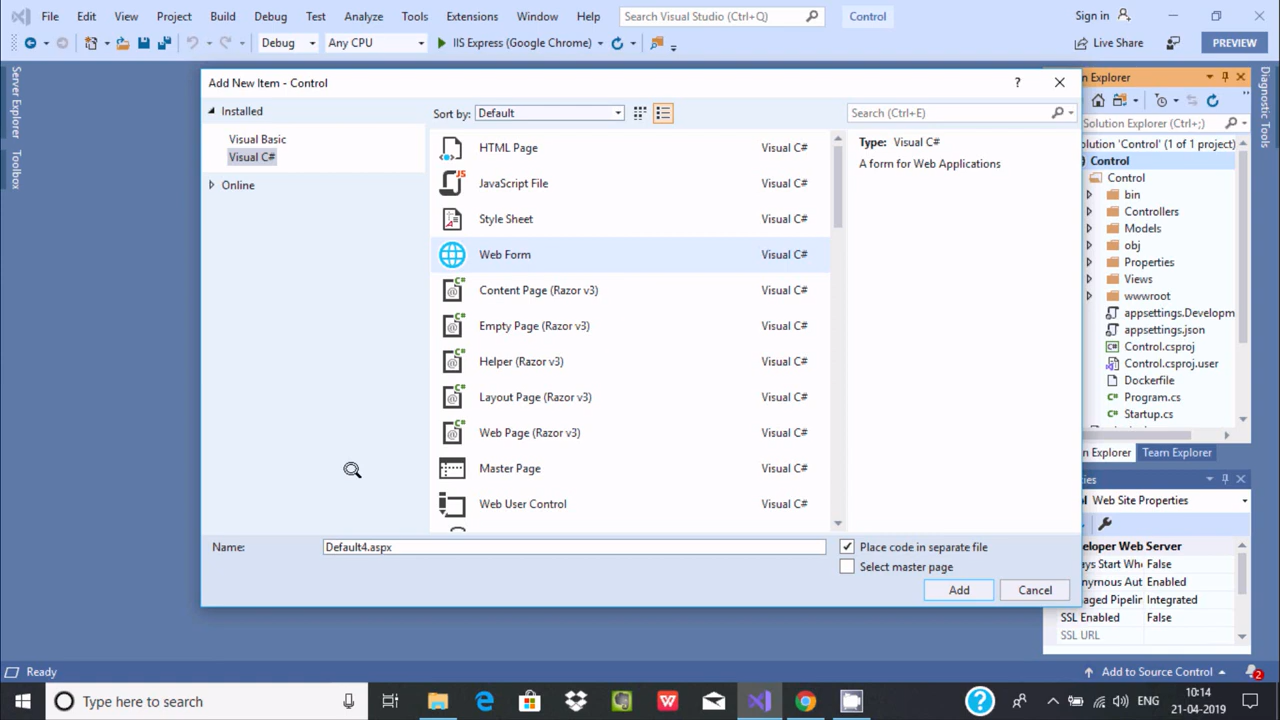 File Edit View Project Build Debug Test Analyze Tools Extensions Window Help Search Visual Studio (Ctrl+Q) Control Sign in
Debug Any CPU IIS Express (Google Chrome) Live Share PREVIEW
Server Explorer
Toolbox
Add New Item - Control ?
Installed
Visual Basic
Visual C#
Online
Sort by: Default
HTML Page Visual C#
JavaScript File Visual C#
Style Sheet Visual C#
Web Form Visual C#
Content Page (Razor v3) Visual C#
Empty Page (Razor v3) Visual C#
Helper (Razor v3) Visual C#
Layout Page (Razor v3) Visual C#
Web Page (Razor v3) Visual C#
Master Page Visual C#
Web User Control Visual C#
Search (Ctrl+E)
Type: Visual C#
A form for Web Applications
Name: Default4.aspx
Place code in separate file
Select master page
Add Cancel
n Explorer
Solution Explorer (Ctrl+;)
olution 'Control' (1 of 1 project)
Control
Control
bin
Controllers
Models
obj
Properties
Views
wwwroot
appsettings.Developm
appsettings.json
Control.csproj
Control.csproj.user
Dockerfile
Program.cs
Startup.cs
n Explorer Team Explorer
ies
ol Web Site Properties
eloper Web Server
ays Start Whe False
onymous Aut Enabled
aged Pipelin Integrated
SSL Enabled False
SSL URL
Diagnostic Tools
Ready Add to Source Control 2
Type here to search ENG 10:14
21-04-2019